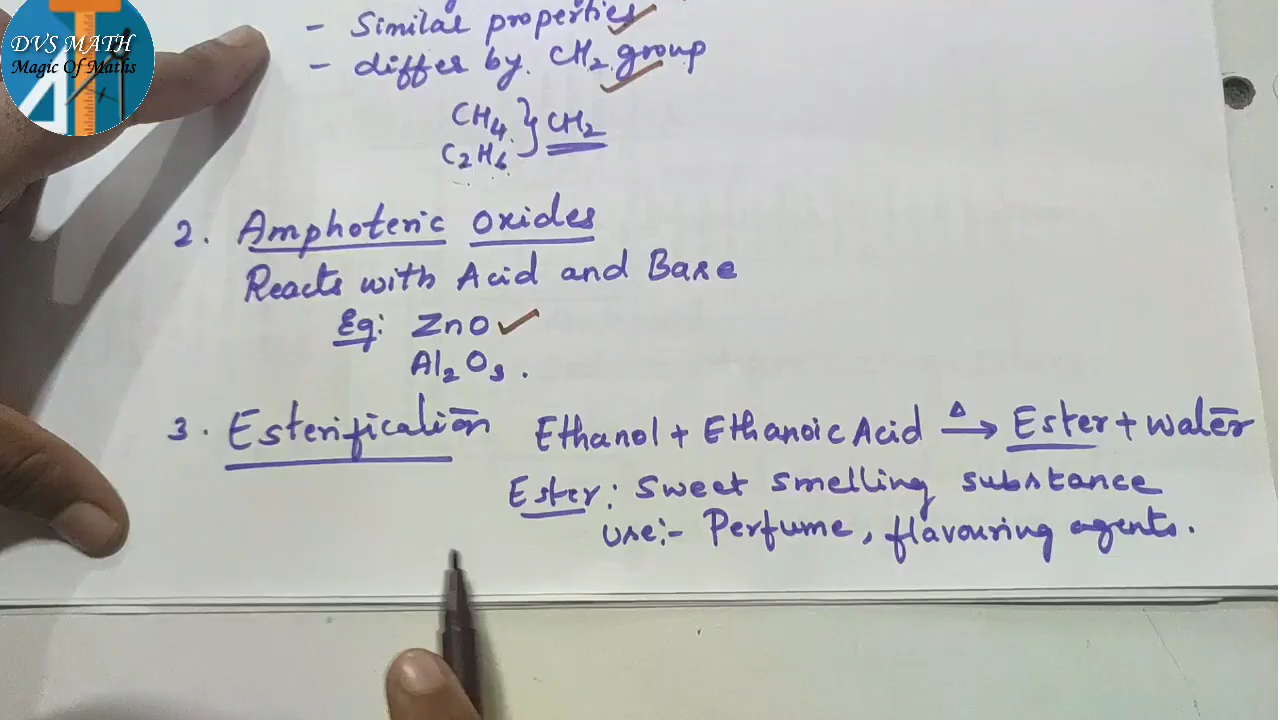 DVS MATH
Magic Of Maths
- Similar properties
- differ by CH₂ group
CH₄
C₂H₆ } CH₂
2. Amphoteric oxides
Reacts with Acid and Base
Eg: ZnO
Al₂O₃.
3. Esterification Ethanol + Ethanoic Acid Δ→ Ester + water
Ester: Sweet smelling substance
use:- Perfume, flavouring agents.